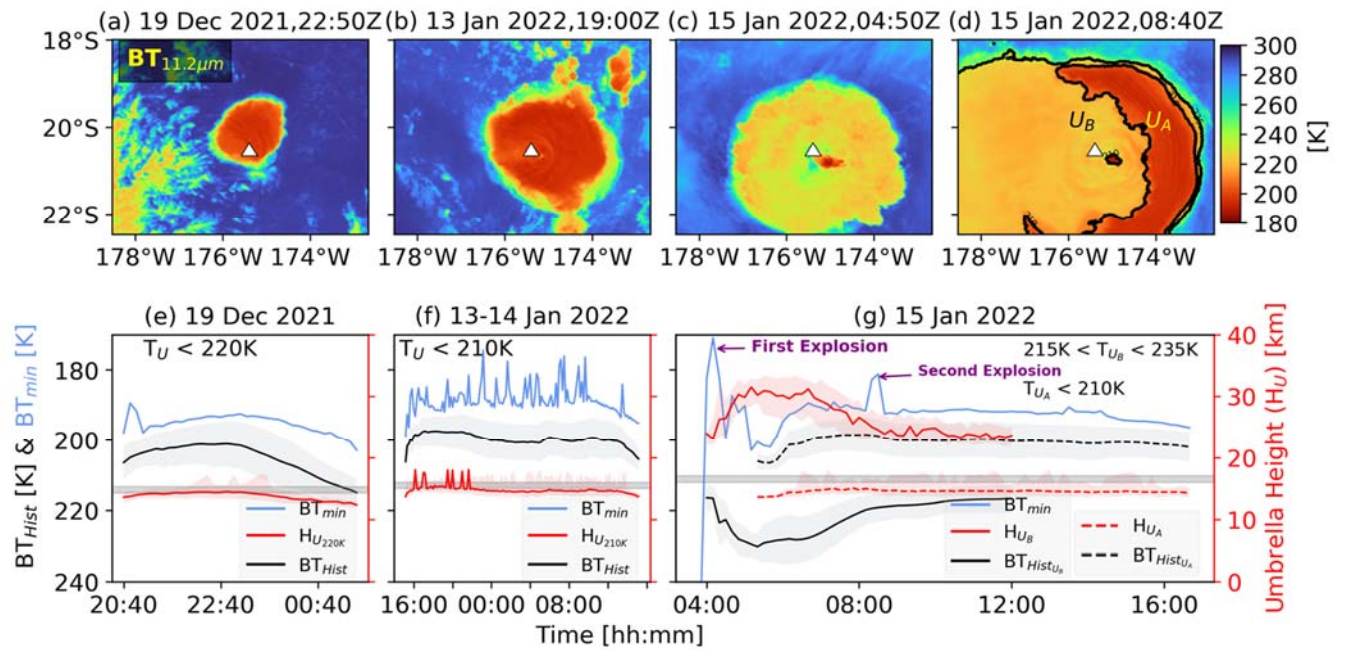 (a) 19 Dec 2021,22:50Z
(b) 13 Jan 2022,19:00Z
(c) 15 Jan 2022,04:50Z
(d) 15 Jan 2022,08:40Z
18°S
20°S
22°S
BT11.2μm
UB
UA
300
280
260
240
220
200
180
[K]
178°W 176°W 174°W
178°W 176°W 174°W
178°W 176°W 174°W
178°W 176°W 174°W
(e) 19 Dec 2021
(f) 13-14 Jan 2022
(g) 15 Jan 2022
BTHist [K] & BTmin [K]
180
200
220
240
TU < 220K
BTmin
HU220K
BTHist
20:40 22:40 00:40
TU < 210K
BTmin
HU210K
BTHist
16:00 00:00 08:00
First Explosion
Second Explosion
215K < TUB < 235K
TUA < 210K
BTmin
HUB
BTHistUB
HUA
BTHistUA
04:00 08:00 12:00 16:00
40
30
20
10
0
Umbrella Height (HU) [km]
Time [hh:mm]